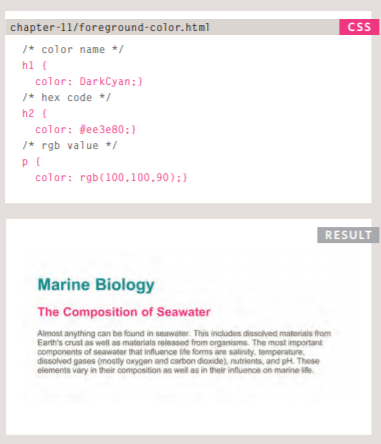 chapter-11/foreground-color.html CSS
/* color name */
h1 {
color: DarkCyan;}
/* hex code */
h2 {
color: #ee3e80;}
/* rgb value */
p {
color: rgb(100,100,90);}
RESULT
Marine Biology
The Composition of Seawater
Almost anything can be found in seawater. This includes dissolved materials from
Earth's crust as well as materials released from organisms. The most important
components of seawater that influence life forms are salinity, temperature,
dissolved gases (mostly oxygen and carbon dioxide), nutrients, and pH. These
elements vary in their composition as well as in their influence on marine life.